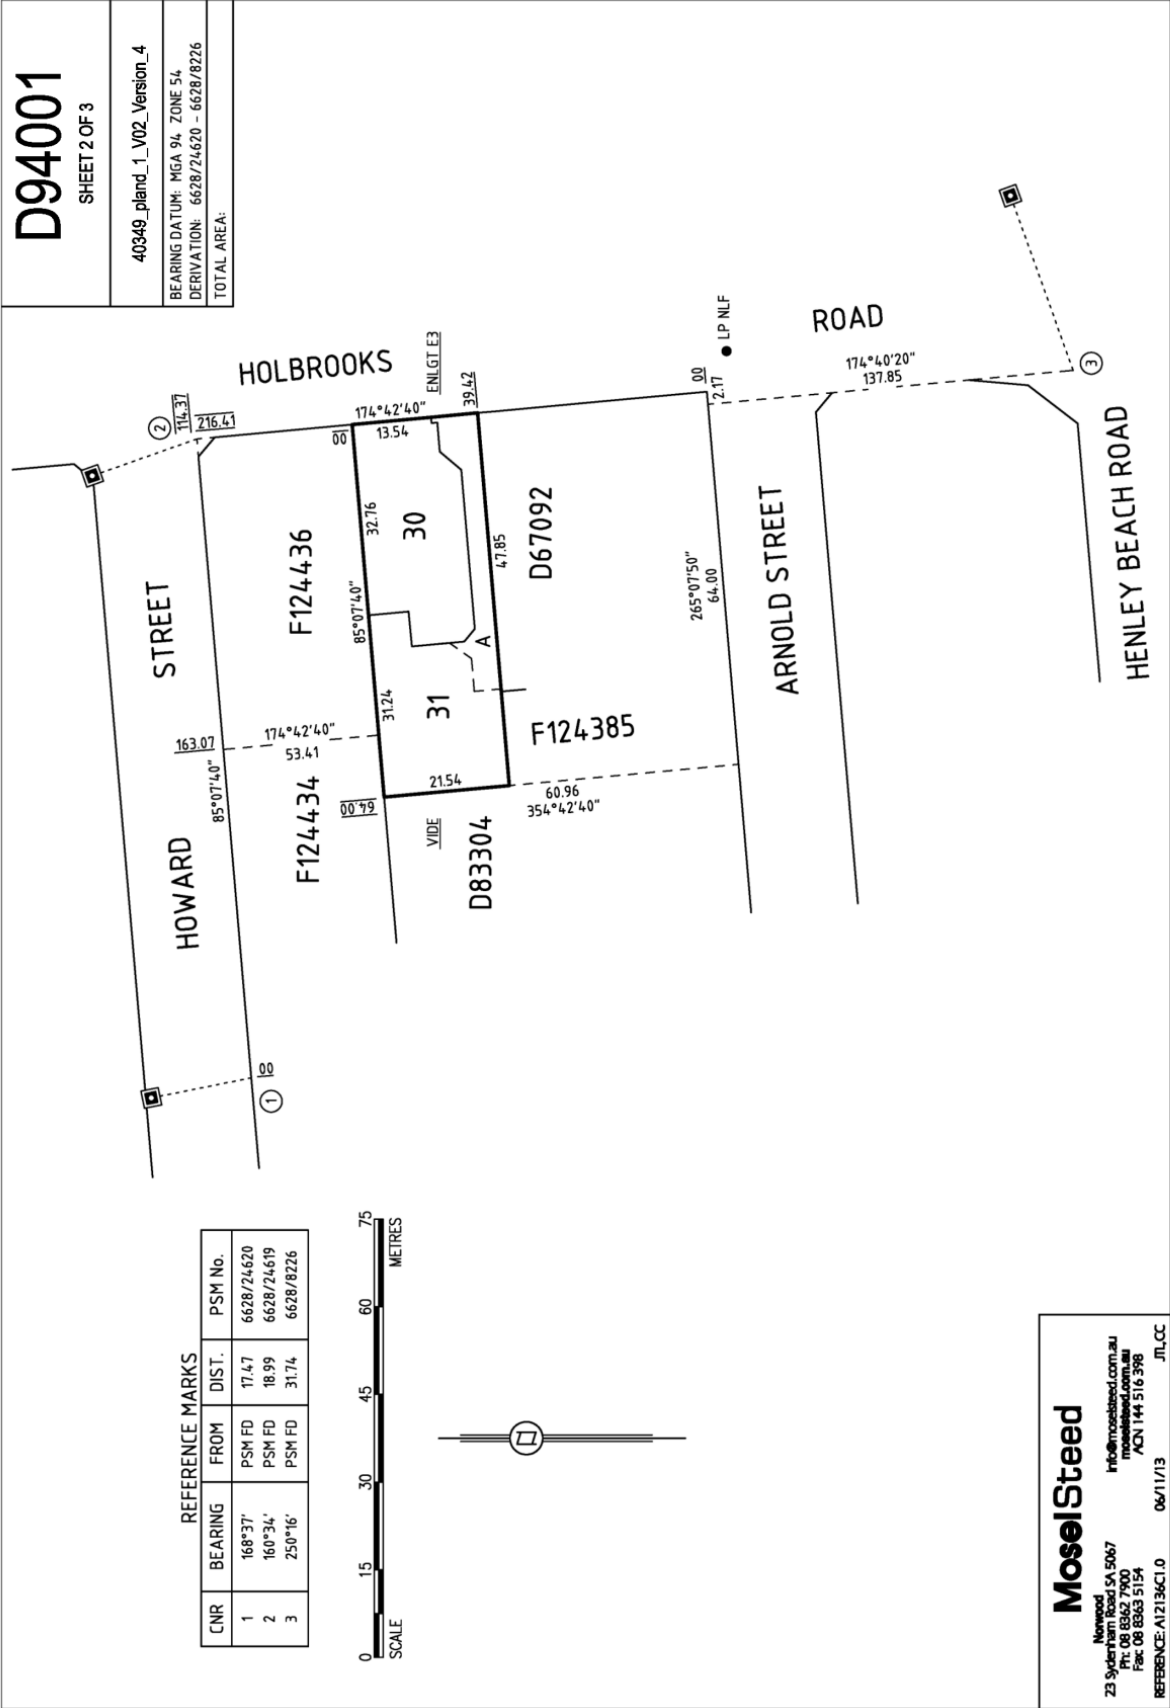 D94001
SHEET 2 OF 3
40349_pland_1_V02_Version_4
BEARING DATUM: MGA 94 ZONE 54
DERIVATION: 6628/24620 - 6628/8226
TOTAL AREA:
HOLBROOKS
ROAD
HOWARD
STREET
ARNOLD STREET
HENLEY BEACH ROAD
2
114.37
216.41
00
174°42'40"
13.54
ENLGT E3
39.42
00
2.17
LP NLF
174°40'20"
137.85
3
F124436
32.76
30
85°07'40"
47.85
D67092
265°07'50"
64.00
A
163.07
85°07'40"
174°42'40"
53.41
31.24
31
F124385
F124434
64.00
21.54
VIDE
D83304
60.96
354°42'40"
00
1
REFERENCE MARKS
CNR BEARING FROM DIST. PSM No.
1 168°37' PSM FD 17.47 6628/24620
2 160°34' PSM FD 18.99 6628/24619
3 250°16' PSM FD 31.74 6628/8226
0 15 30 45 60 75
SCALE METRES
MoselSteed
Norwood
23 Sydenham Road SA 5067 info@moselsteed.com.au
Ph: 08 8362 7900 moselsteed.com.au
Fax: 08 8363 5154 ACN 144 516 398
REFERENCE: A12136C1.0 06/11/13 JTL,CC